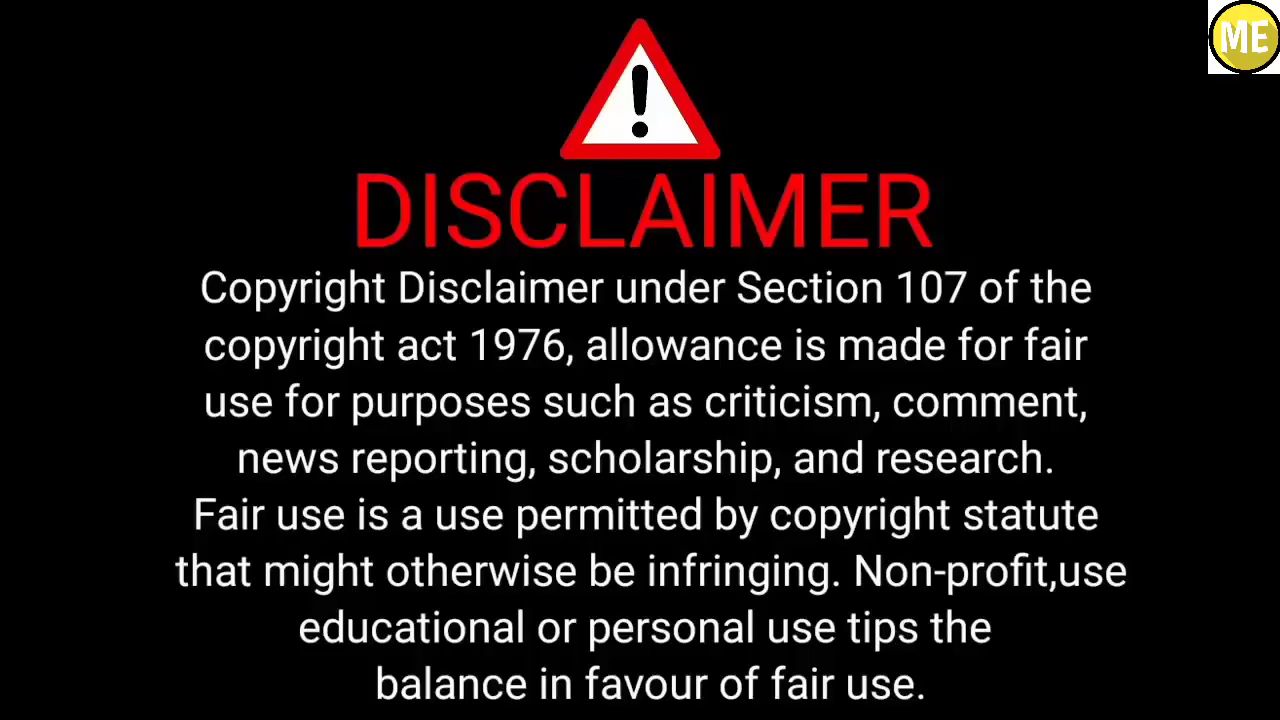 ME
DISCLAIMER
Copyright Disclaimer under Section 107 of the
copyright act 1976, allowance is made for fair
use for purposes such as criticism, comment,
news reporting, scholarship, and research.
Fair use is a use permitted by copyright statute
that might otherwise be infringing. Non-profit,use
educational or personal use tips the
balance in favour of fair use.